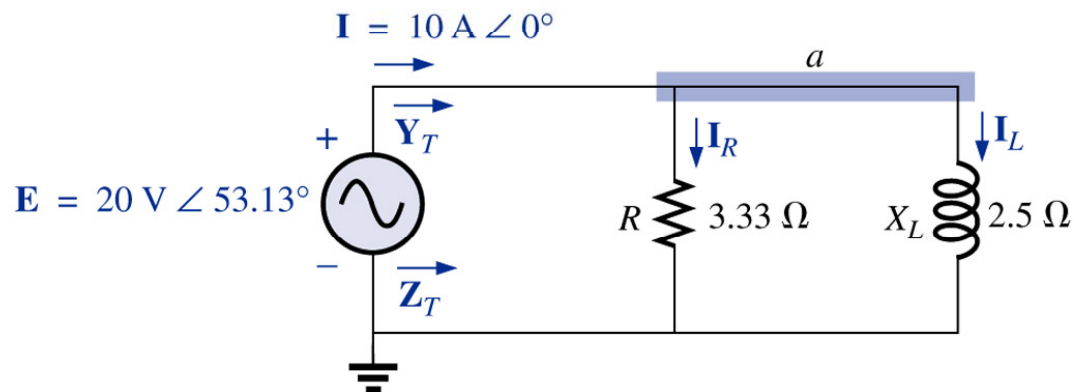 I = 10 A ∠ 0°
a
Y_T
I_R
I_L
+
E = 20 V ∠ 53.13°
R
3.33 Ω
X_L
2.5 Ω
−
Z_T